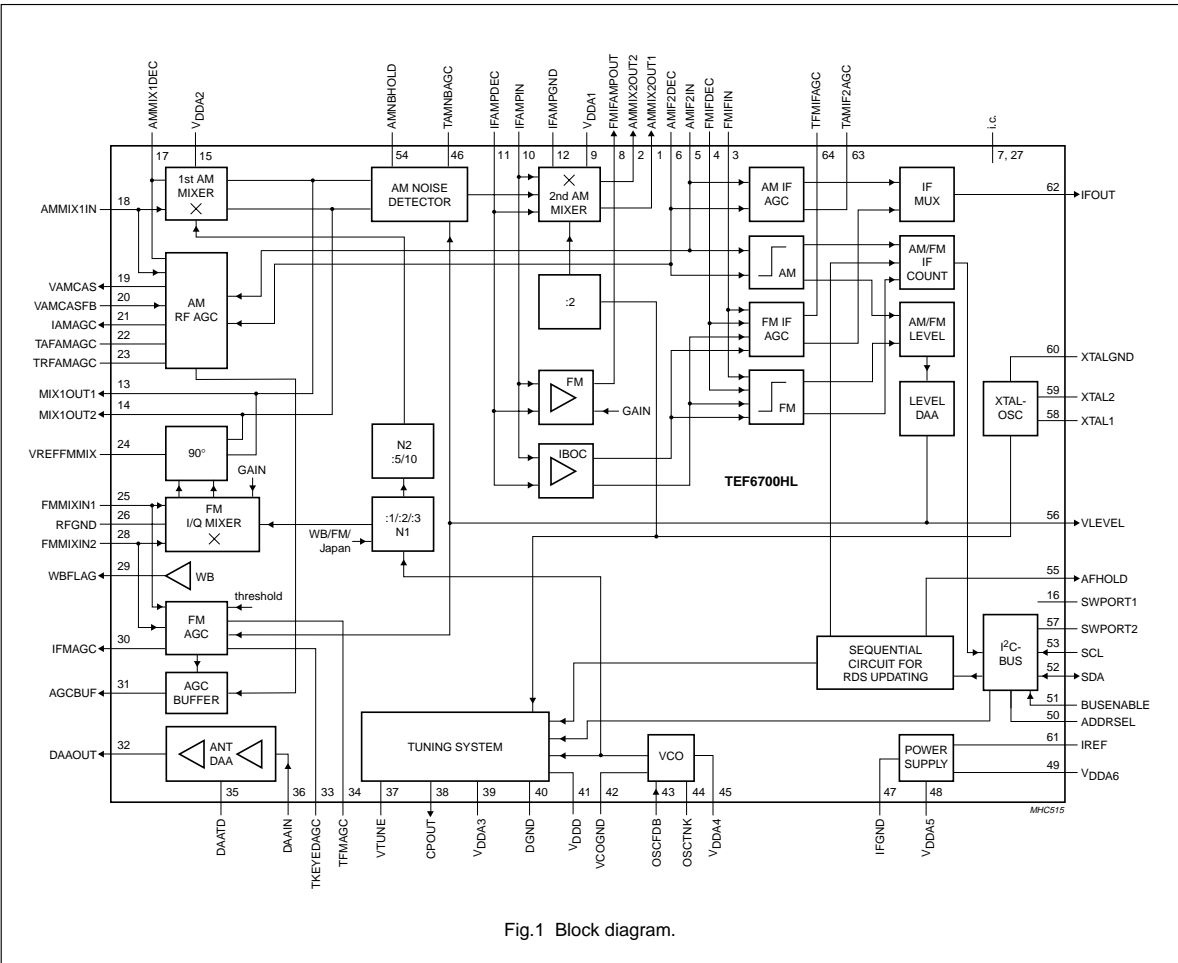 AMMIX1DEC
VDDA2
AMNBHOLD
TAMNBAGC
IFAMPDEC
IFAMPIN
IFAMPGND
VDDA1
FMIFAMPOUT
AMMIX2OUT2
AMMIX2OUT1
AMIF2DEC
AMIF2IN
FMIFDEC
FMIFIN
TFMIFAGC
TAMIF2AGC
i.c.
17
15
54
46
11
10
12
9
8
2
1
6
5
4
3
64
63
7, 27
1st AM
MIXER
×
AM NOISE
DETECTOR
×
2nd AM
MIXER
AM IF
AGC
IF
MUX
62
IFOUT
AMMIX1IN
18
AM
RF AGC
:2
AM
AM/FM
IF
COUNT
VAMCAS
19
VAMCASFB
20
IAMAGC
21
TAFAMAGC
22
TRFAMAGC
23
FM IF
AGC
AM/FM
LEVEL
MIX1OUT1
13
MIX1OUT2
14
FM
GAIN
FM
LEVEL
DAA
XTAL-
OSC
60
XTALGND
59
XTAL2
58
XTAL1
VREFFMMIX
24
90°
GAIN
N2
:5/10
IBOC
TEF6700HL
FMMIXIN1
25
RFGND
26
FMMIXIN2
28
FM
I/Q MIXER
×
WB/FM/
Japan
:1/:2/:3
N1
56
VLEVEL
WBFLAG
29
WB
threshold
55
AFHOLD
16
SWPORT1
FM
AGC
IFMAGC
30
SEQUENTIAL
CIRCUIT FOR
RDS UPDATING
I2C-
BUS
57
SWPORT2
53
SCL
52
SDA
51
BUSENABLE
50
ADDRSEL
AGCBUF
31
AGC
BUFFER
DAAOUT
32
ANT
DAA
TUNING SYSTEM
VCO
POWER
SUPPLY
61
IREF
49
VDDA6
35
36
33
34
37
38
39
40
41
42
43
44
45
47
48
MHC515
DAATD
DAAIN
TKEYEDAGC
TFMAGC
VTUNE
CPOUT
VDDA3
DGND
VDDD
VCOGND
OSCFDB
OSCTNK
VDDA4
IFGND
VDDA5
Fig.1 Block diagram.